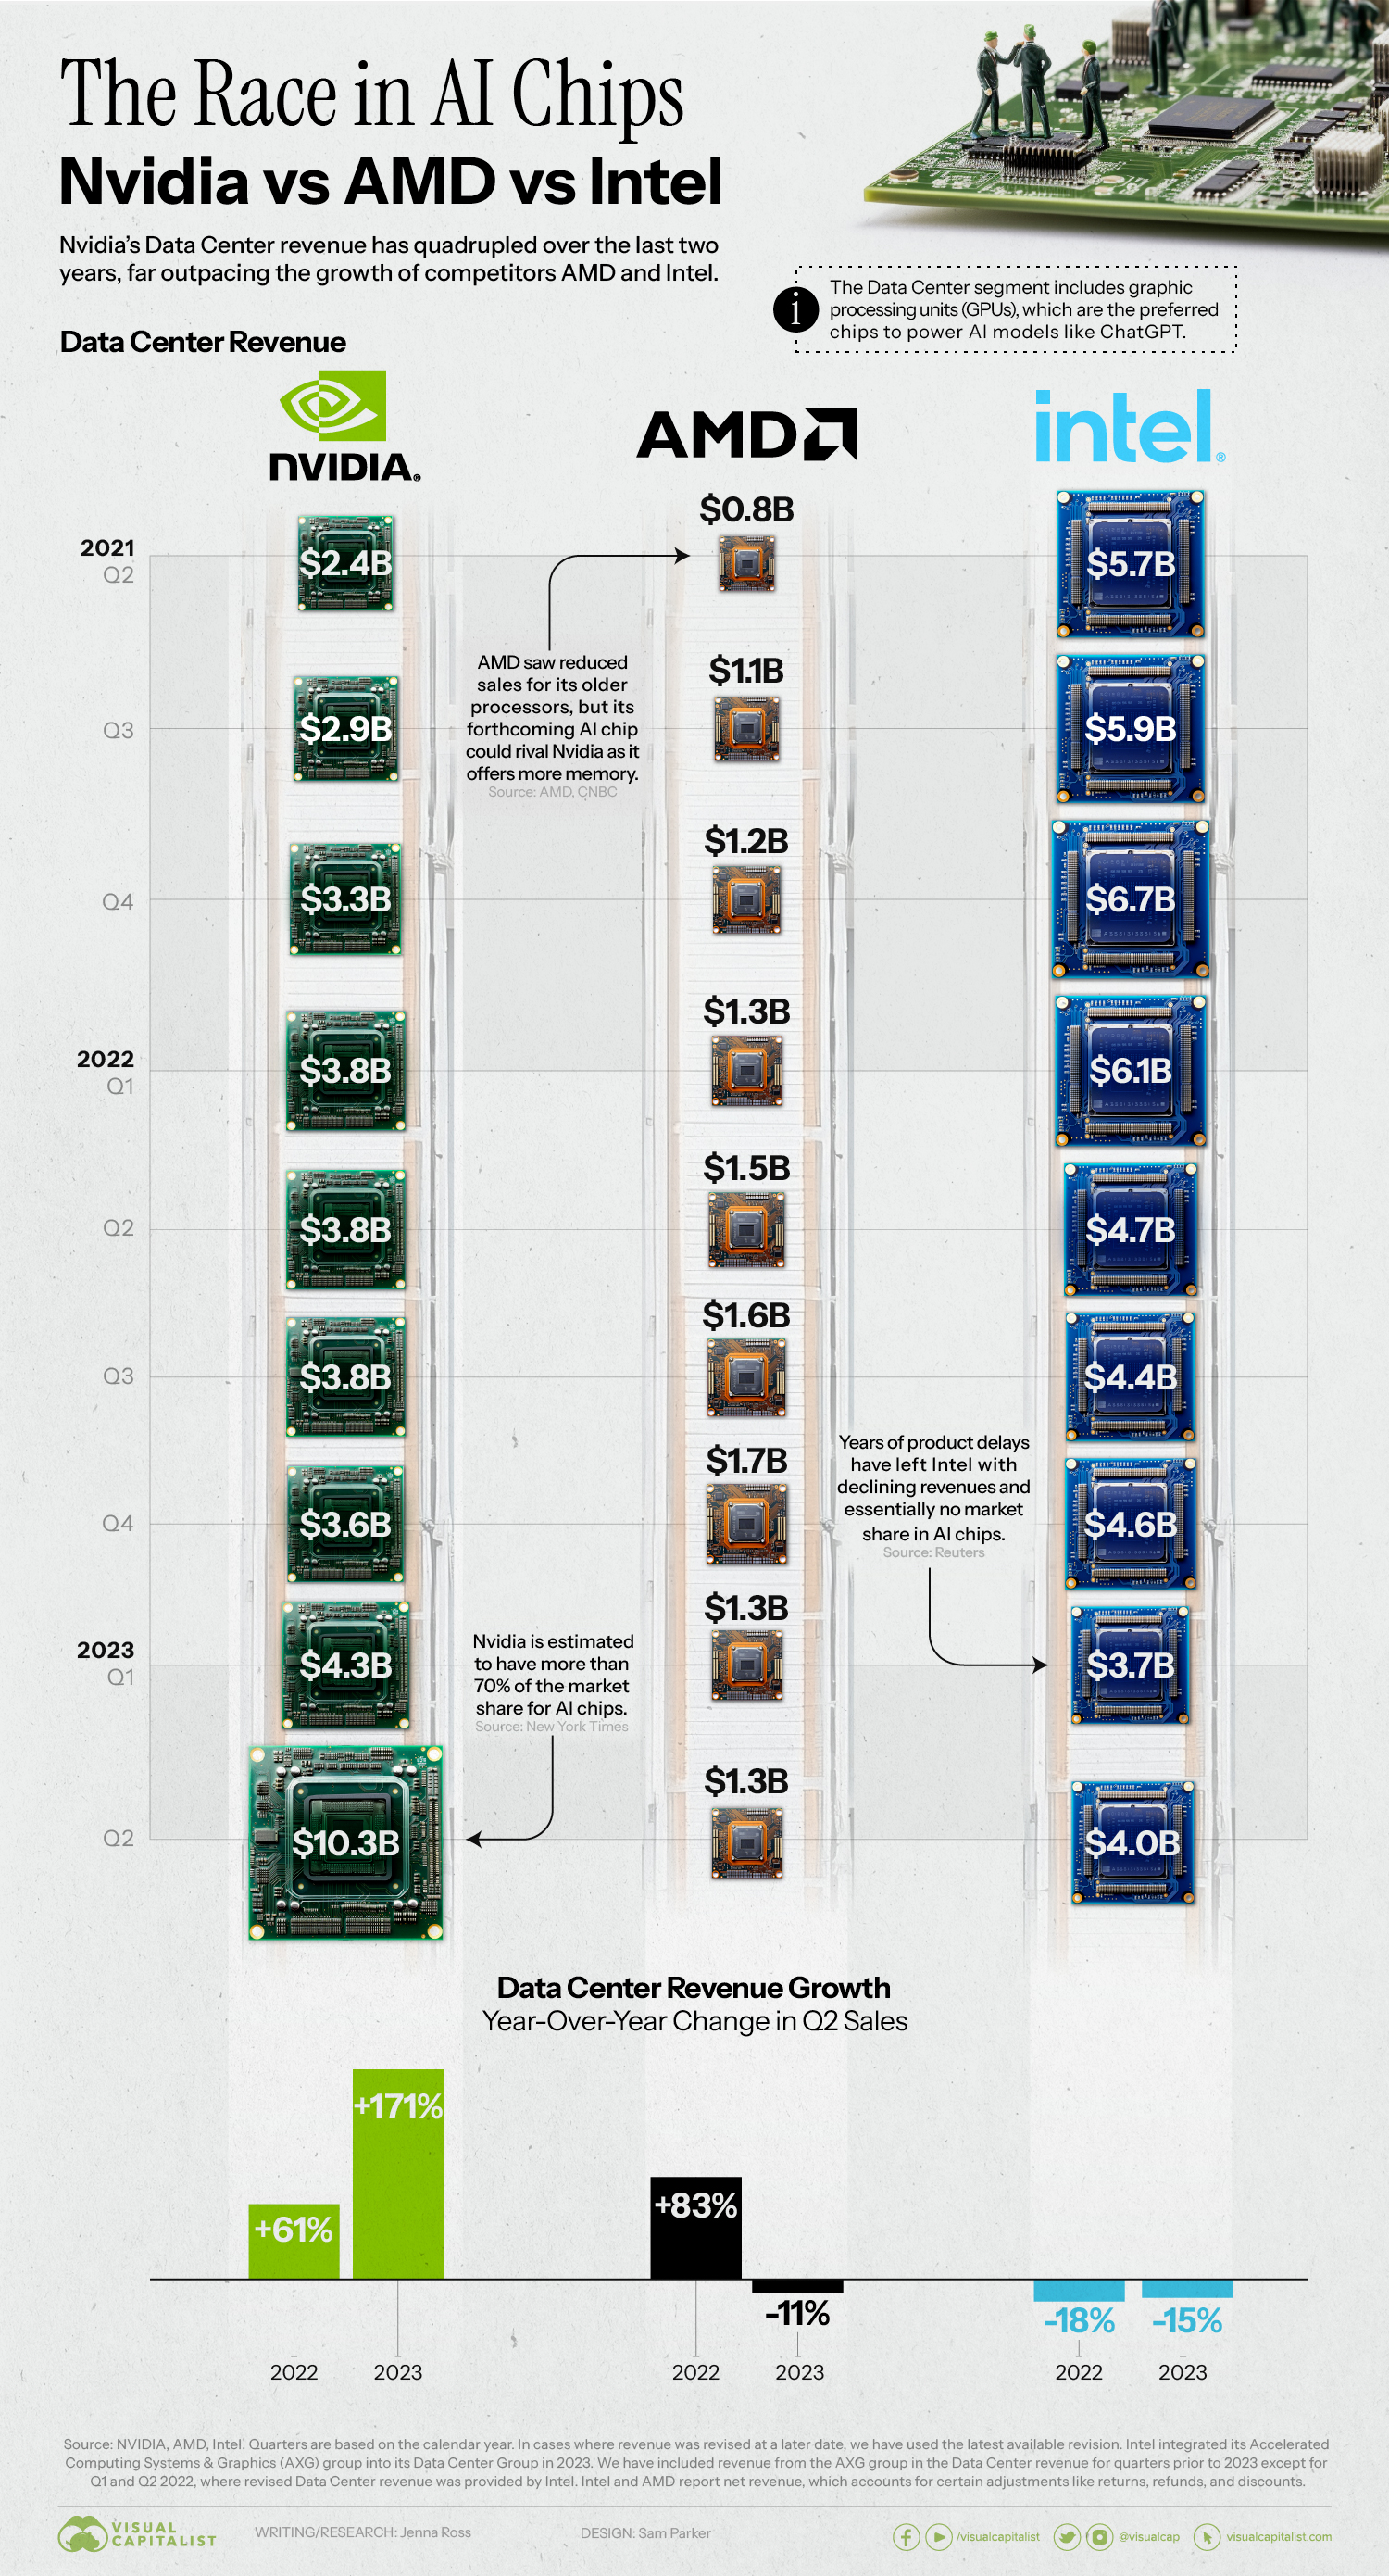 The Race in AI Chips
Nvidia vs AMD vs Intel
Nvidia's Data Center revenue has quadrupled over the last two
years, far outpacing the growth of competitors AMD and Intel.
i
The Data Center segment includes graphic
processing units (GPUs), which are the preferred
chips to power AI models like ChatGPT.
Data Center Revenue
NVIDIA®
AMD
intel®
2021
Q2
$2.4B
$0.8B
$5.7B
AMD saw reduced
sales for its older
processors, but its
forthcoming AI chip
could rival Nvidia as it
offers more memory.
Source: AMD, CNBC
Q3
$2.9B
$1.1B
$5.9B
Q4
$3.3B
$1.2B
$6.7B
2022
Q1
$3.8B
$1.3B
$6.1B
Q2
$3.8B
$1.5B
$4.7B
Q3
$3.8B
$1.6B
$4.4B
Years of product delays
have left Intel with
declining revenues and
essentially no market
share in AI chips.
Source: Reuters
Q4
$3.6B
$1.7B
$4.6B
2023
Q1
$4.3B
$1.3B
$3.7B
Nvidia is estimated
to have more than
70% of the market
share for AI chips.
Source: New York Times
Q2
$10.3B
$1.3B
$4.0B
Data Center Revenue Growth
Year-Over-Year Change in Q2 Sales
+61%
+171%
+83%
-11%
-18%
-15%
2022
2023
2022
2023
2022
2023
Source: NVIDIA, AMD, Intel. Quarters are based on the calendar year. In cases where revenue was revised at a later date, we have used the latest available revision. Intel integrated its Accelerated
Computing Systems & Graphics (AXG) group into its Data Center Group in 2023. We have included revenue from the AXG group in the Data Center revenue for quarters prior to 2023 except for
Q1 and Q2 2022, where revised Data Center revenue was provided by Intel. Intel and AMD report net revenue, which accounts for certain adjustments like returns, refunds, and discounts.
VISUAL
CAPITALIST
WRITING/RESEARCH: Jenna Ross
DESIGN: Sam Parker
/visualcapitalist
@visualcap
visualcapitalist.com